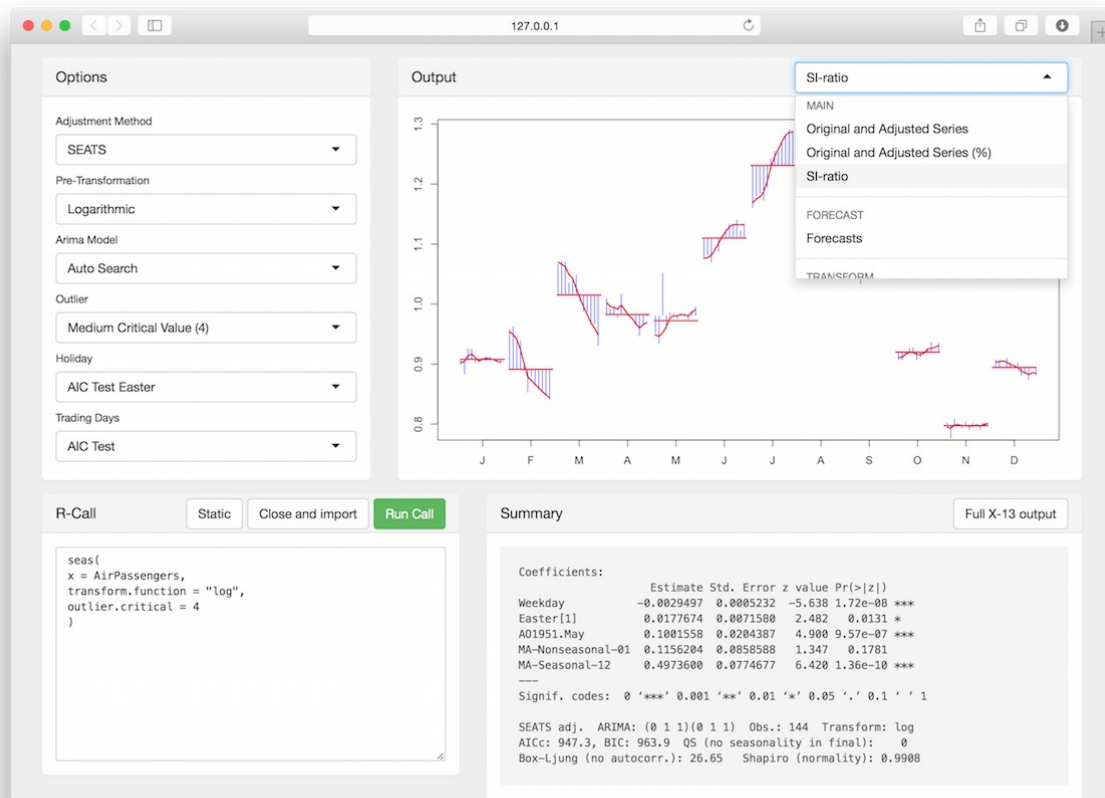 127.0.0.1
Options
Adjustment Method
SEATS
Pre-Transformation
Logarithmic
Arima Model
Auto Search
Outlier
Medium Critical Value (4)
Holiday
AIC Test Easter
Trading Days
AIC Test
Output
SI-ratio
MAIN
Original and Adjusted Series
Original and Adjusted Series (%)
SI-ratio
FORECAST
Forecasts
TRANSFORM
1.3
1.2
1.1
1.0
0.9
0.8
J F M A M J J A S O N D
R-Call
Static Close and import Run Call
seas(
x = AirPassengers,
transform.function = "log",
outlier.critical = 4
)
Summary
Full X-13 output
Coefficients:
Estimate Std. Error z value Pr(>|z|)
Weekday -0.0029497 0.0005232 -5.638 1.72e-08 ***
Easter[1] 0.0177674 0.0071580 2.482 0.0131 *
AO1951.May 0.1001558 0.0204387 4.900 9.57e-07 ***
MA-Nonseasonal-01 0.1156204 0.0858588 1.347 0.1781
MA-Seasonal-12 0.4973600 0.0774677 6.420 1.36e-10 ***
---
Signif. codes: 0 ‘***’ 0.001 ‘**’ 0.01 ‘*’ 0.05 ‘.’ 0.1 ‘ ’ 1
SEATS adj. ARIMA: (0 1 1)(0 1 1) Obs.: 144 Transform: log
AICc: 947.3, BIC: 963.9 QS (no seasonality in final): 0
Box-Ljung (no autocorr.): 26.65 Shapiro (normality): 0.9908